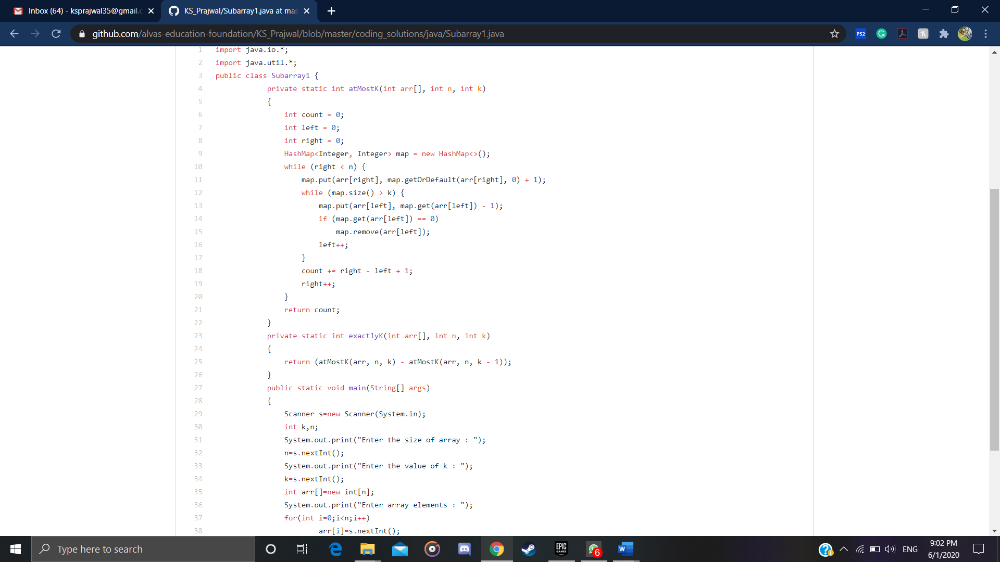 Inbox (64) - ksprajwal35@gmail.c
KS_Prajwal/Subarray1.java at mas
github.com/alvas-education-foundation/KS_Prajwal/blob/master/coding_solutions/java/Subarray1.java
PS2
1 import java.io.*;
2 import java.util.*;
3 public class Subarray1 {
4 private static int atMostK(int arr[], int n, int k)
5 {
6 int count = 0;
7 int left = 0;
8 int right = 0;
9 HashMap<Integer, Integer> map = new HashMap<>();
10 while (right < n) {
11 map.put(arr[right], map.getOrDefault(arr[right], 0) + 1);
12 while (map.size() > k) {
13 map.put(arr[left], map.get(arr[left]) - 1);
14 if (map.get(arr[left]) == 0)
15 map.remove(arr[left]);
16 left++;
17 }
18 count += right - left + 1;
19 right++;
20 }
21 return count;
22 }
23 private static int exactlyK(int arr[], int n, int k)
24 {
25 return (atMostK(arr, n, k) - atMostK(arr, n, k - 1));
26 }
27 public static void main(String[] args)
28 {
29 Scanner s=new Scanner(System.in);
30 int k,n;
31 System.out.print("Enter the size of array : ");
32 n=s.nextInt();
33 System.out.print("Enter the value of k : ");
34 k=s.nextInt();
35 int arr[]=new int[n];
36 System.out.print("Enter array elements : ");
37 for(int i=0;i<n;i++)
38 arr[i]=s.nextInt();
Type here to search
EPIC
GAMES
6
W
ENG
9:02 PM
6/1/2020